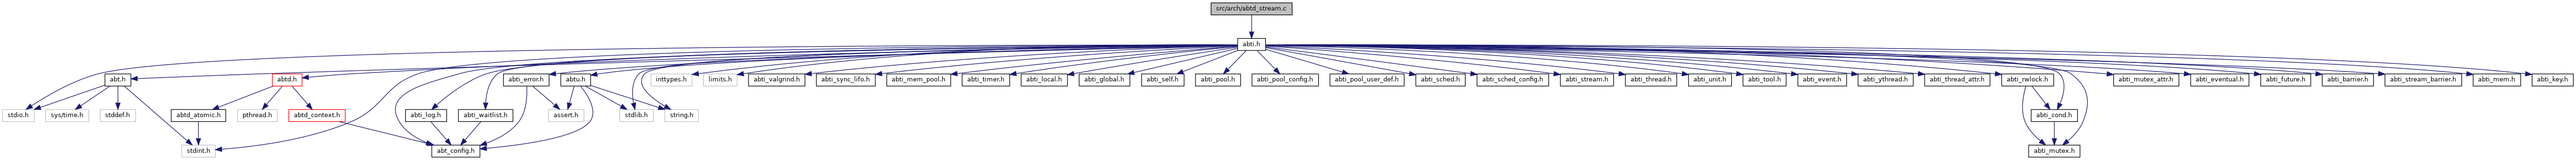 src/arch/abtd_stream.c
abti.h
abt.h
abtd.h
abti_error.h
abtu.h
inttypes.h
limits.h
abti_valgrind.h
abti_sync_lifo.h
abti_mem_pool.h
abti_timer.h
abti_local.h
abti_global.h
abti_self.h
abti_pool.h
abti_pool_config.h
abti_pool_user_def.h
abti_sched.h
abti_sched_config.h
abti_stream.h
abti_thread.h
abti_unit.h
abti_tool.h
abti_event.h
abti_ythread.h
abti_thread_attr.h
abti_rwlock.h
abti_mutex_attr.h
abti_eventual.h
abti_future.h
abti_barrier.h
abti_stream_barrier.h
abti_mem.h
abti_key.h
stdio.h
sys/time.h
stddef.h
abtd_atomic.h
pthread.h
abtd_context.h
abti_log.h
abti_waitlist.h
assert.h
stdlib.h
string.h
abti_cond.h
stdint.h
abt_config.h
abti_mutex.h